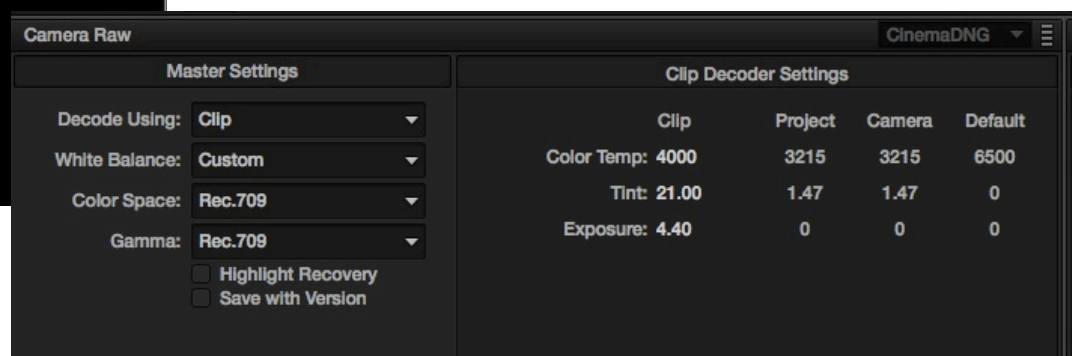 Camera Raw CinemaDNG
Master Settings Clip Decoder Settings
Decode Using: Clip Clip Project Camera Default
White Balance: Custom Color Temp: 4000 3215 3215 6500
Color Space: Rec.709 Tint: 21.00 1.47 1.47 0
Gamma: Rec.709 Exposure: 4.40 0 0 0
Highlight Recovery
Save with Version